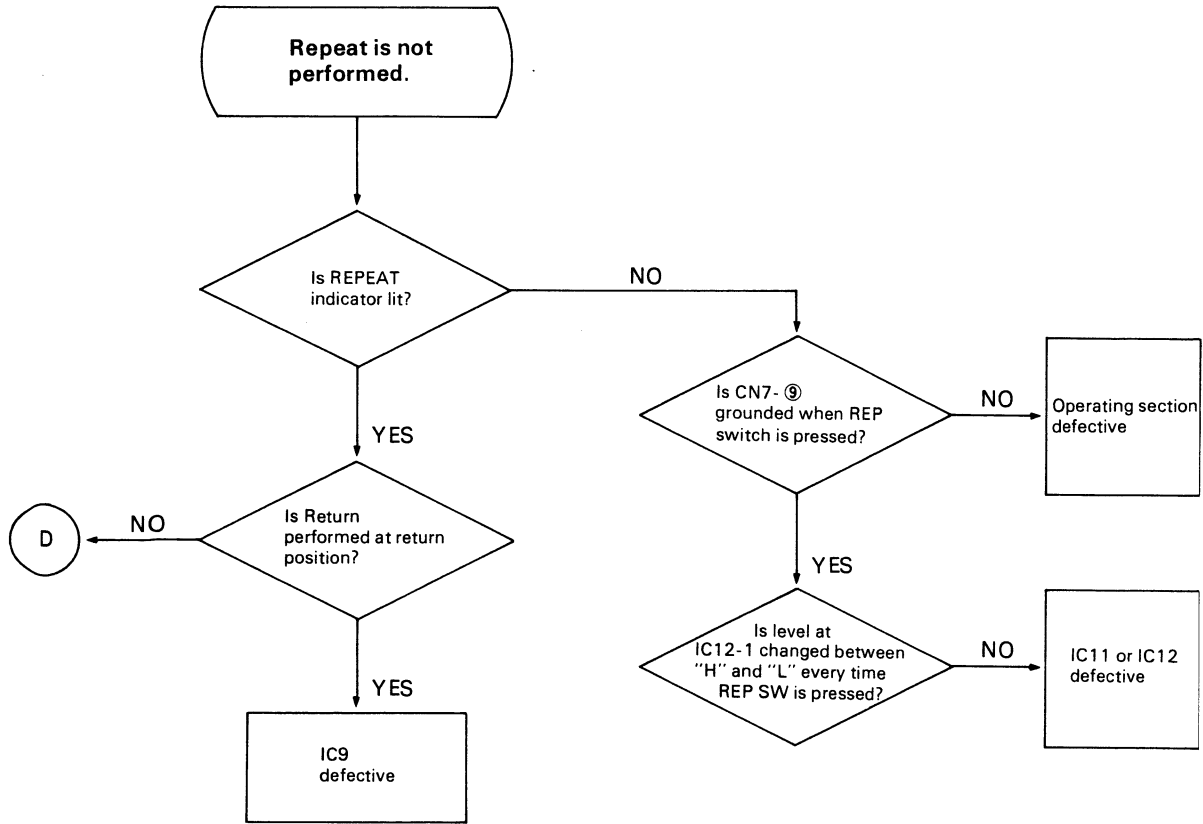 Repeat is not
performed.
Is REPEAT
indicator lit?
NO
Is CN7- ⑨
grounded when REP
switch is pressed?
NO
Operating section
defective
YES
Is Return
performed at return
position?
NO
D
YES
Is level at
IC12-1 changed between
"H" and "L" every time
REP SW is pressed?
NO
IC11 or IC12
defective
YES
IC9
defective